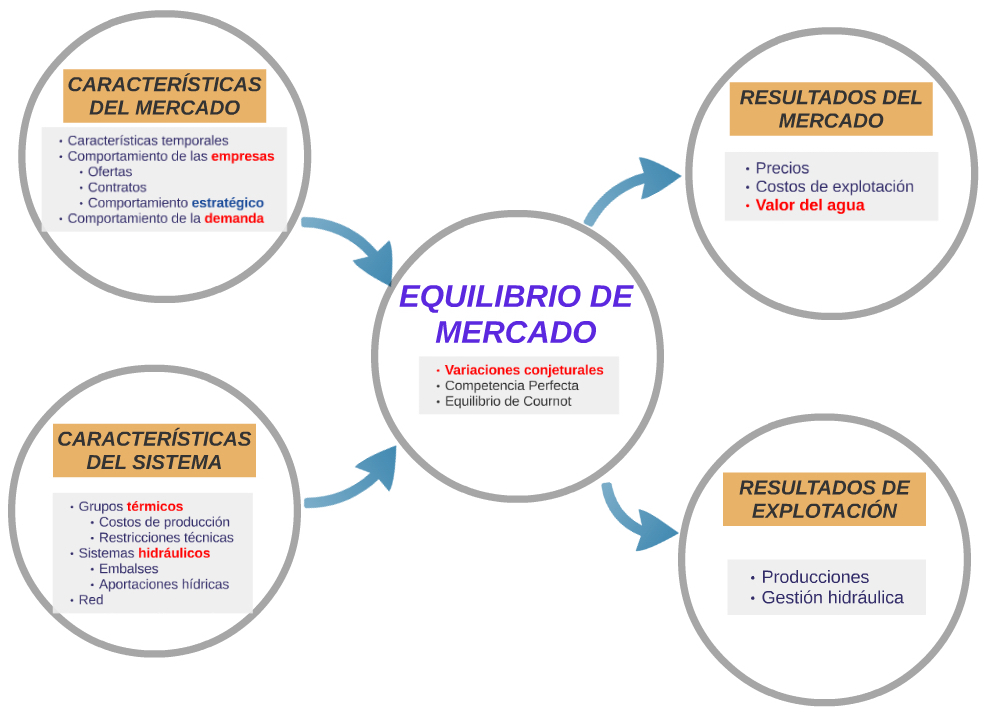 CARACTERÍSTICAS
DEL MERCADO
• Características temporales
• Comportamiento de las empresas
• Ofertas
• Contratos
• Comportamiento estratégico
• Comportamiento de la demanda
CARACTERÍSTICAS
DEL SISTEMA
• Grupos térmicos
• Costos de producción
• Restricciones técnicas
• Sistemas hidráulicos
• Embalses
• Aportaciones hídricas
• Red
EQUILIBRIO DE
MERCADO
• Variaciones conjeturales
• Competencia Perfecta
• Equilibrio de Cournot
RESULTADOS DEL
MERCADO
• Precios
• Costos de explotación
• Valor del agua
RESULTADOS DE
EXPLOTACIÓN
• Producciones
• Gestión hidráulica